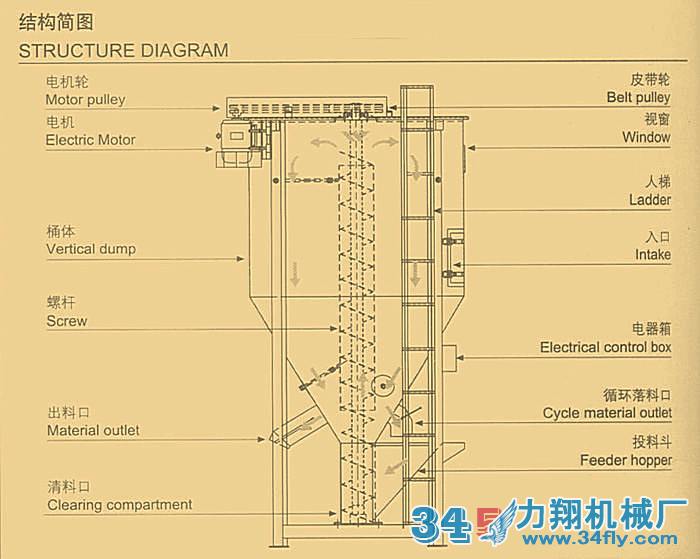 结构简图
STRUCTURE DIAGRAM
电机轮
Motor pulley
电机
Electric Motor
桶体
Vertical dump
螺杆
Screw
出料口
Material outlet
清料口
Clearing compartment
皮带轮
Belt pulley
视窗
Window
人梯
Ladder
入口
Intake
电器箱
Electrical control box
循环落料口
Cycle material outlet
投料斗
Feeder hopper
345
力翔机械厂
www.34fly.com